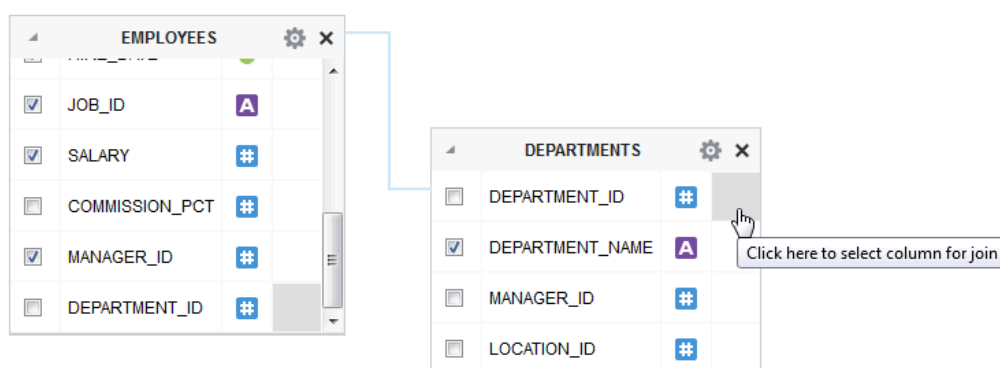 EMPLOYEES
JOB_ID A
SALARY #
COMMISSION_PCT #
MANAGER_ID #
DEPARTMENT_ID #
DEPARTMENTS
DEPARTMENT_ID #
DEPARTMENT_NAME A
MANAGER_ID #
LOCATION_ID #
Click here to select column for join